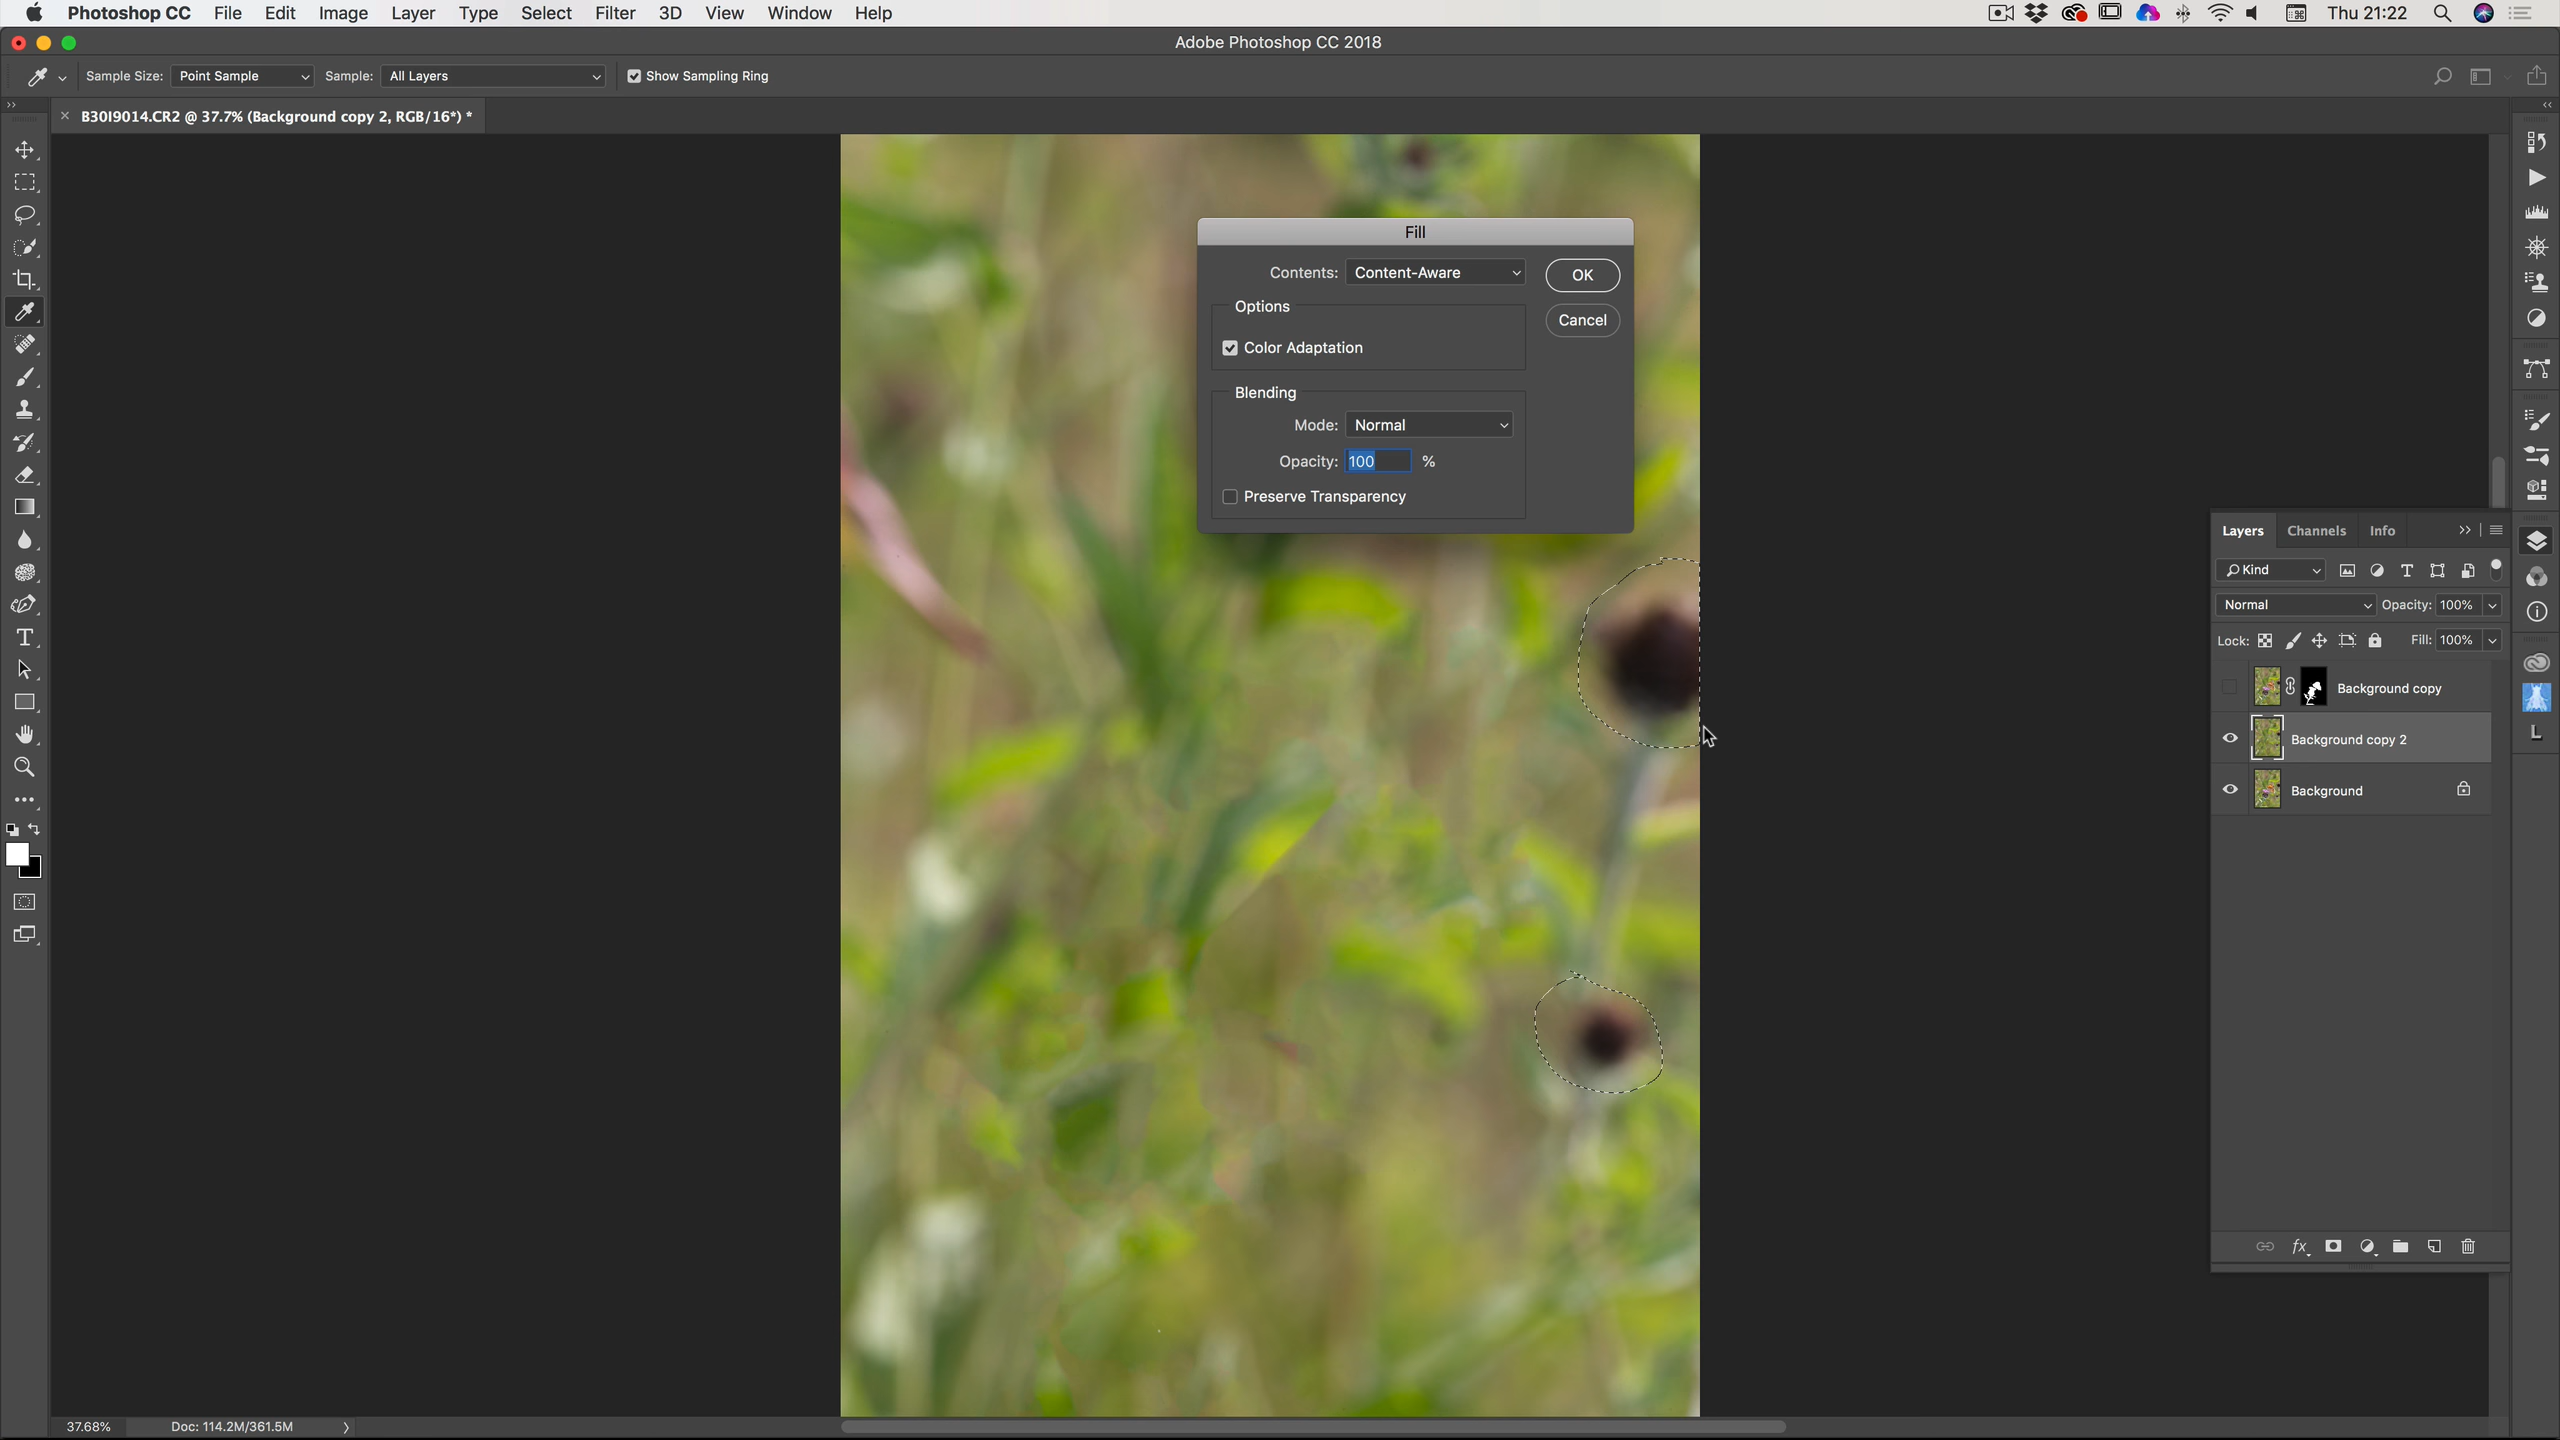 Photoshop CC File Edit Image Layer Type Select Filter 3D View Window Help Thu 21:22
Adobe Photoshop CC 2018
Sample Size: Point Sample Sample: All Layers Show Sampling Ring
B30I9014.CR2 @ 37.7% (Background copy 2, RGB/16*) *
Fill
Contents: Content-Aware OK
Options
Cancel
Color Adaptation
Blending
Mode: Normal
Opacity: 100 %
Preserve Transparency
Layers Channels Info
Kind
Normal Opacity: 100%
Lock: Fill: 100%
Background copy
Background copy 2
Background
37.68% Doc: 114.2M/361.5M